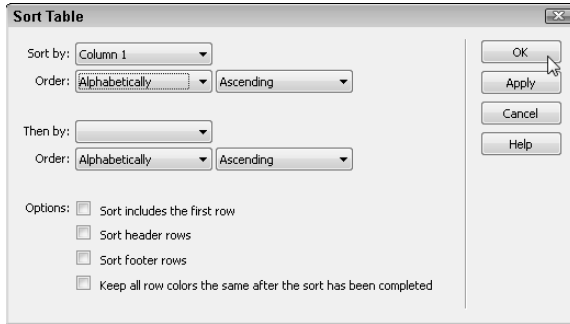 Sort Table
Sort by: Column 1
Order: Alphabetically Ascending
Then by:
Order: Alphabetically Ascending
Options: Sort includes the first row
Sort header rows
Sort footer rows
Keep all row colors the same after the sort has been completed
OK
Apply
Cancel
Help